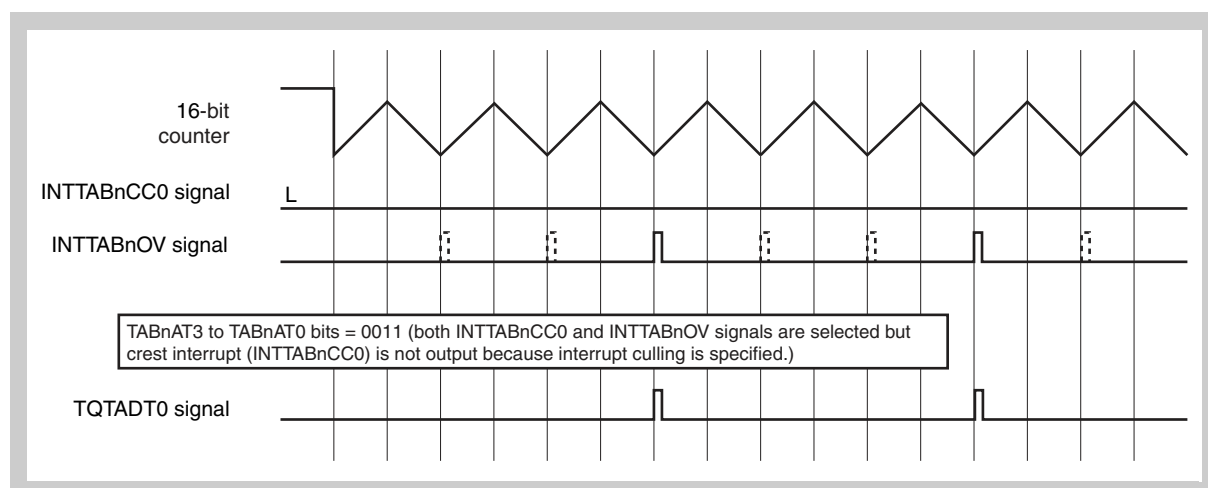 16-bit
counter
INTTABnCC0 signal
L
INTTABnOV signal
TABnAT3 to TABnAT0 bits = 0011 (both INTTABnCC0 and INTTABnOV signals are selected but
crest interrupt (INTTABnCC0) is not output because interrupt culling is specified.)
TQTADT0 signal